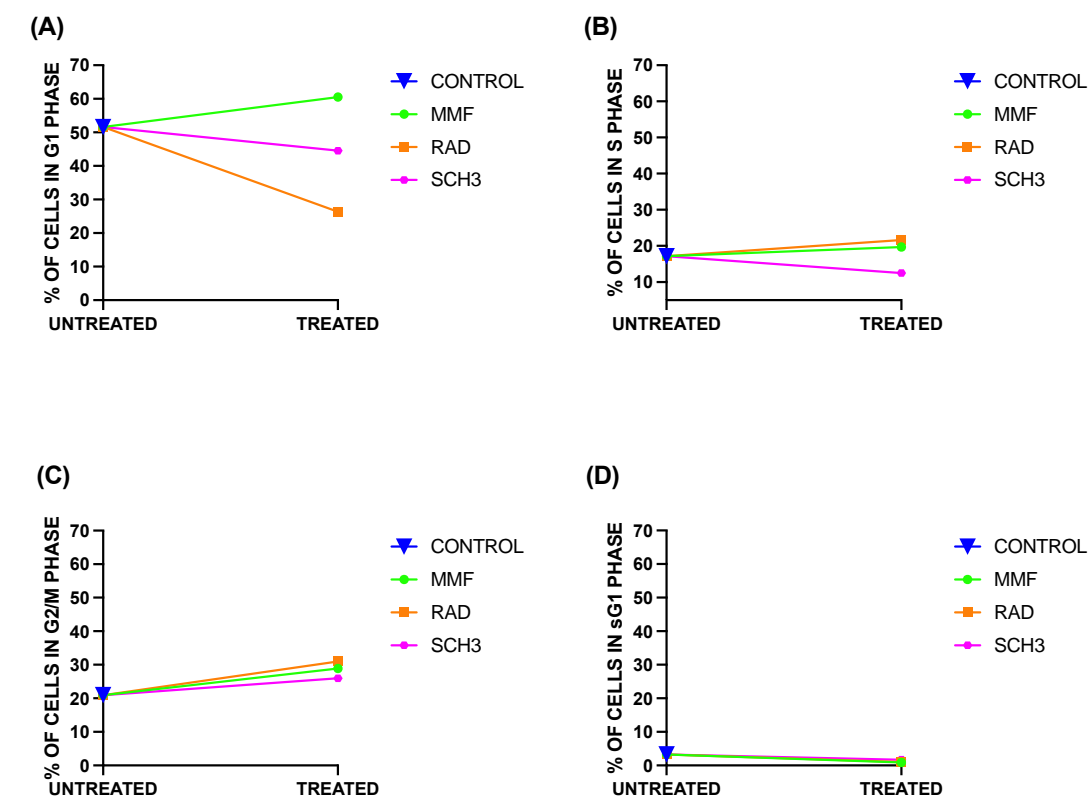 (A)
% OF CELLS IN G1 PHASE
70
60
50
40
30
20
10
0
UNTREATED TREATED
CONTROL
MMF
RAD
SCH3
(B)
% OF CELLS IN S PHASE
70
60
50
40
30
20
10
UNTREATED TREATED
CONTROL
MMF
RAD
SCH3
(C)
% OF CELLS IN G2/M PHASE
70
60
50
40
30
20
10
0
UNTREATED TREATED
CONTROL
MMF
RAD
SCH3
(D)
% OF CELLS IN sG1 PHASE
70
60
50
40
30
20
10
0
UNTREATED TREATED
CONTROL
MMF
RAD
SCH3